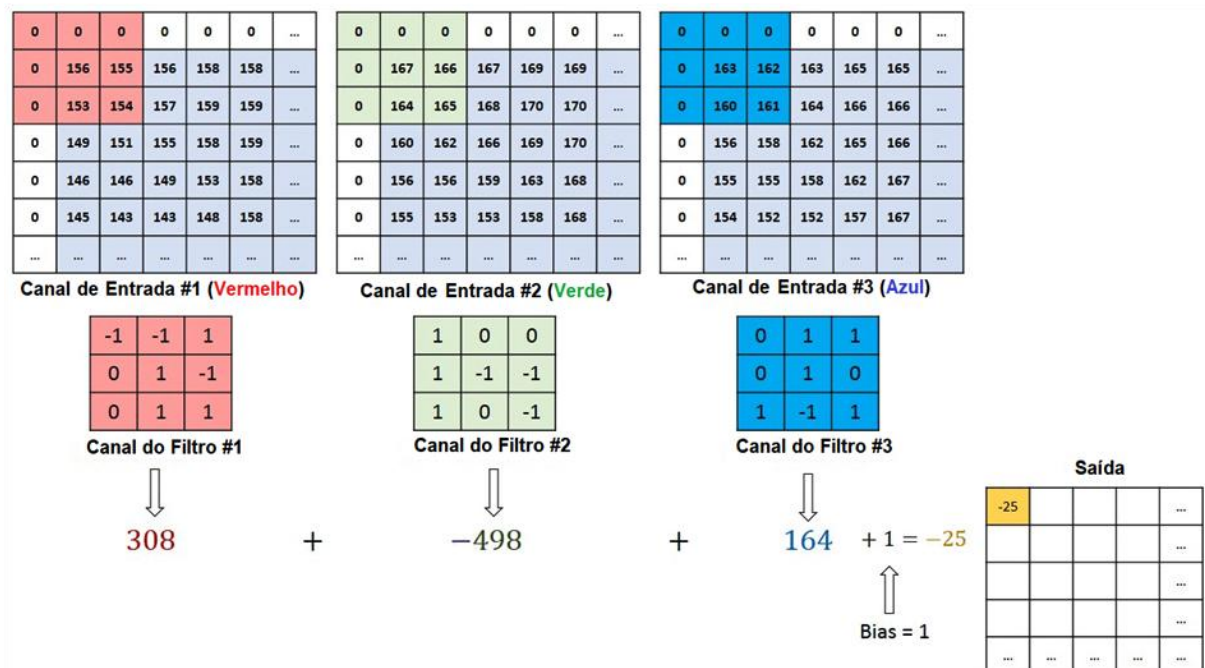 0 0 0 0 0 0 ...
0 156 155 156 158 158 ...
0 153 154 157 159 159 ...
0 149 151 155 158 159 ...
0 146 146 149 153 158 ...
0 145 143 143 148 158 ...
... ... ... ... ... ... ...
Canal de Entrada #1 (Vermelho)
0 0 0 0 0 0 ...
0 167 166 167 169 169 ...
0 164 165 168 170 170 ...
0 160 162 166 169 170 ...
0 156 156 159 163 168 ...
0 155 153 153 158 168 ...
... ... ... ... ... ... ...
Canal de Entrada #2 (Verde)
0 0 0 0 0 0 ...
0 163 162 163 165 165 ...
0 160 161 164 166 166 ...
0 156 158 162 165 166 ...
0 155 155 158 162 167 ...
0 154 152 152 157 167 ...
... ... ... ... ... ... ...
Canal de Entrada #3 (Azul)
-1 -1 1
0 1 -1
0 1 1
Canal do Filtro #1
1 0 0
1 -1 -1
1 0 -1
Canal do Filtro #2
0 1 1
0 1 0
1 -1 1
Canal do Filtro #3
308 + −498 + 164 + 1 = −25
Bias = 1
Saída
-25 ...
...
...
...
... ... ... ... ...